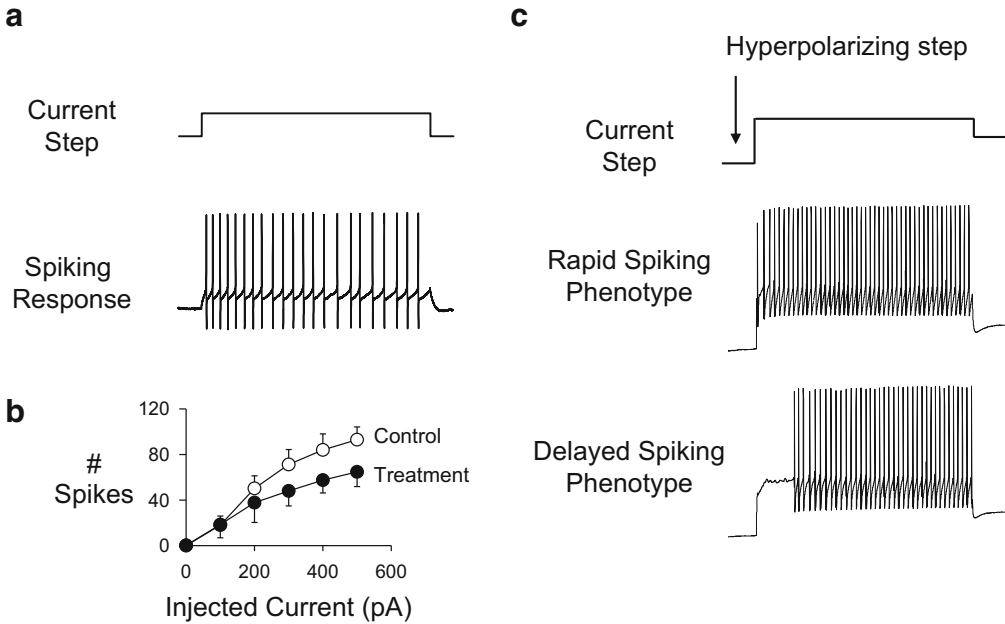 a
Current
Step
Spiking
Response
b
#
Spikes
120
80
40
0
0
200
400
600
Control
Treatment
Injected Current (pA)
c
Hyperpolarizing step
Current
Step
Rapid Spiking
Phenotype
Delayed Spiking
Phenotype